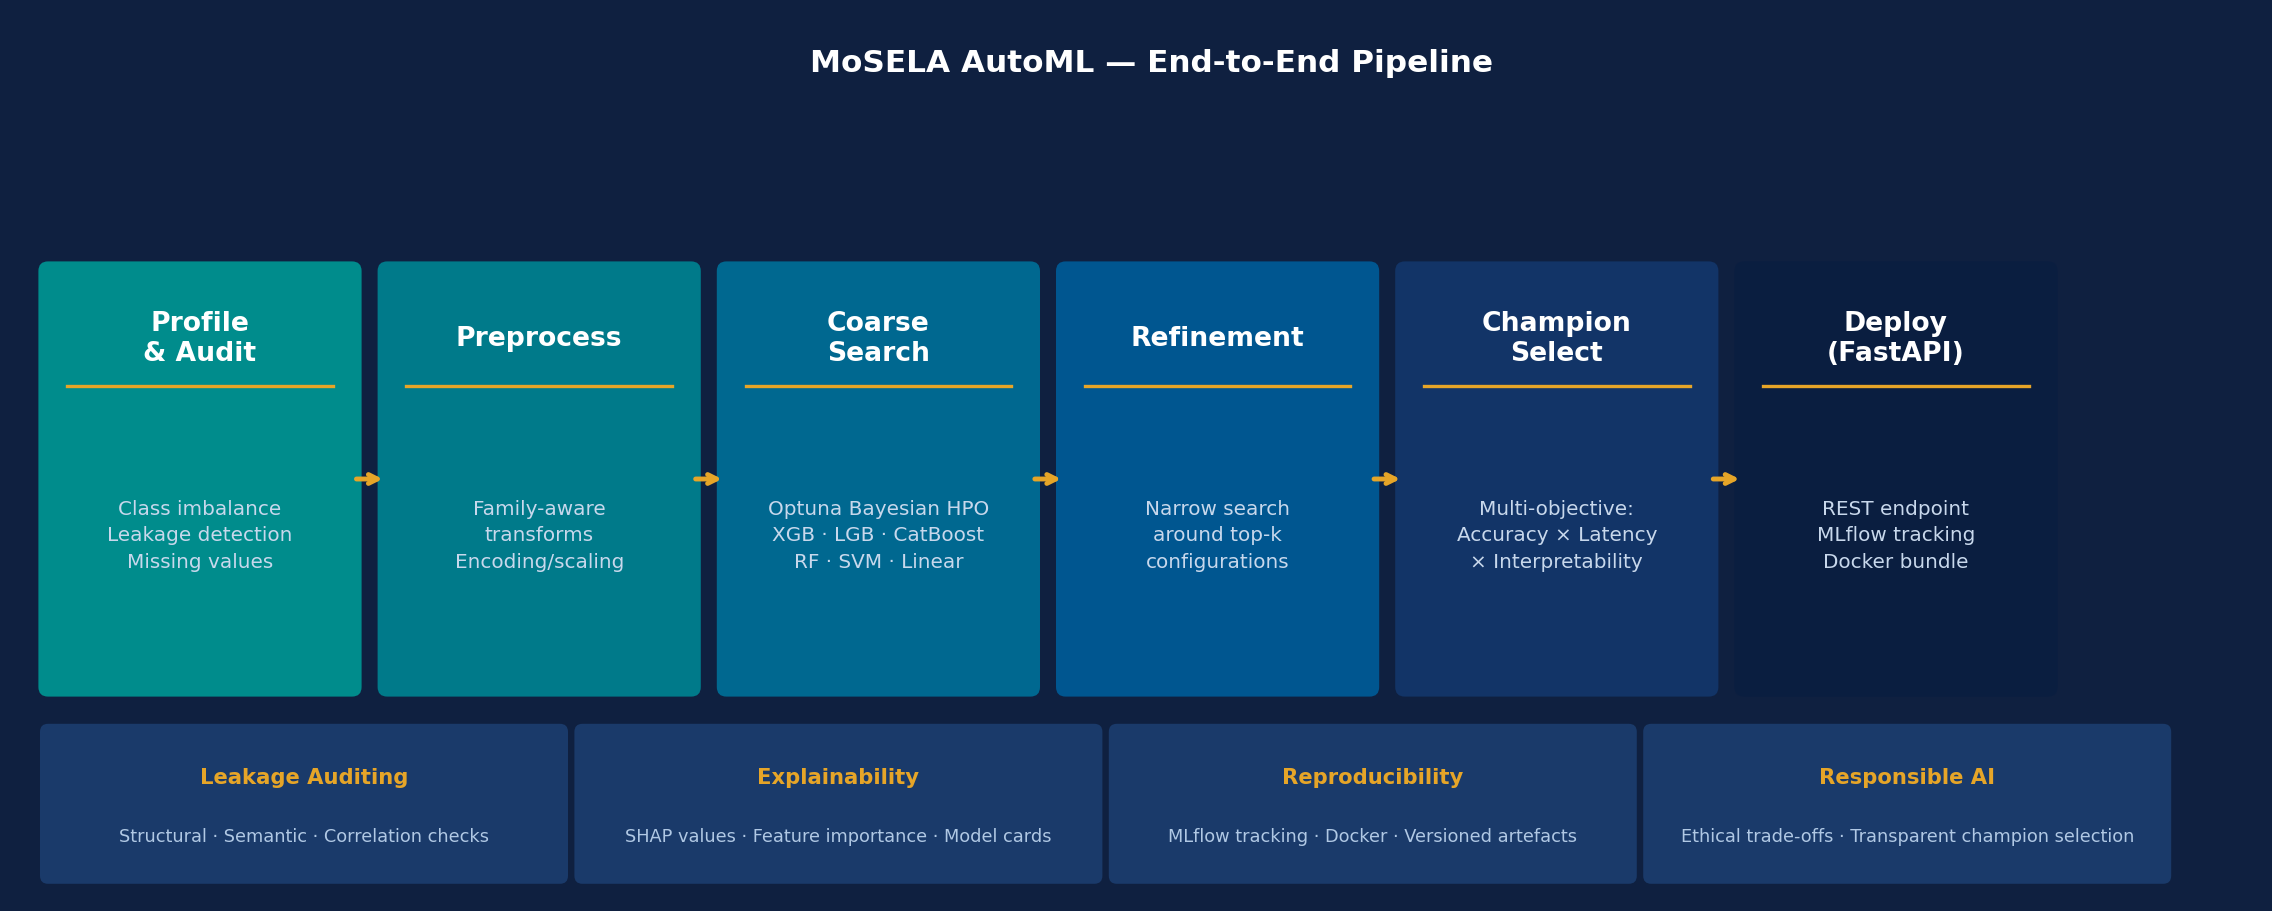 MoSELA AutoML — End-to-End Pipeline
Profile
& Audit
Class imbalance
Leakage detection
Missing values
Preprocess
Family-aware
transforms
Encoding/scaling
Coarse
Search
Optuna Bayesian HPO
XGB · LGB · CatBoost
RF · SVM · Linear
Refinement
Narrow search
around top-k
configurations
Champion
Select
Multi-objective:
Accuracy × Latency
× Interpretability
Deploy
(FastAPI)
REST endpoint
MLflow tracking
Docker bundle
Leakage Auditing
Structural · Semantic · Correlation checks
Explainability
SHAP values · Feature importance · Model cards
Reproducibility
MLflow tracking · Docker · Versioned artefacts
Responsible AI
Ethical trade-offs · Transparent champion selection